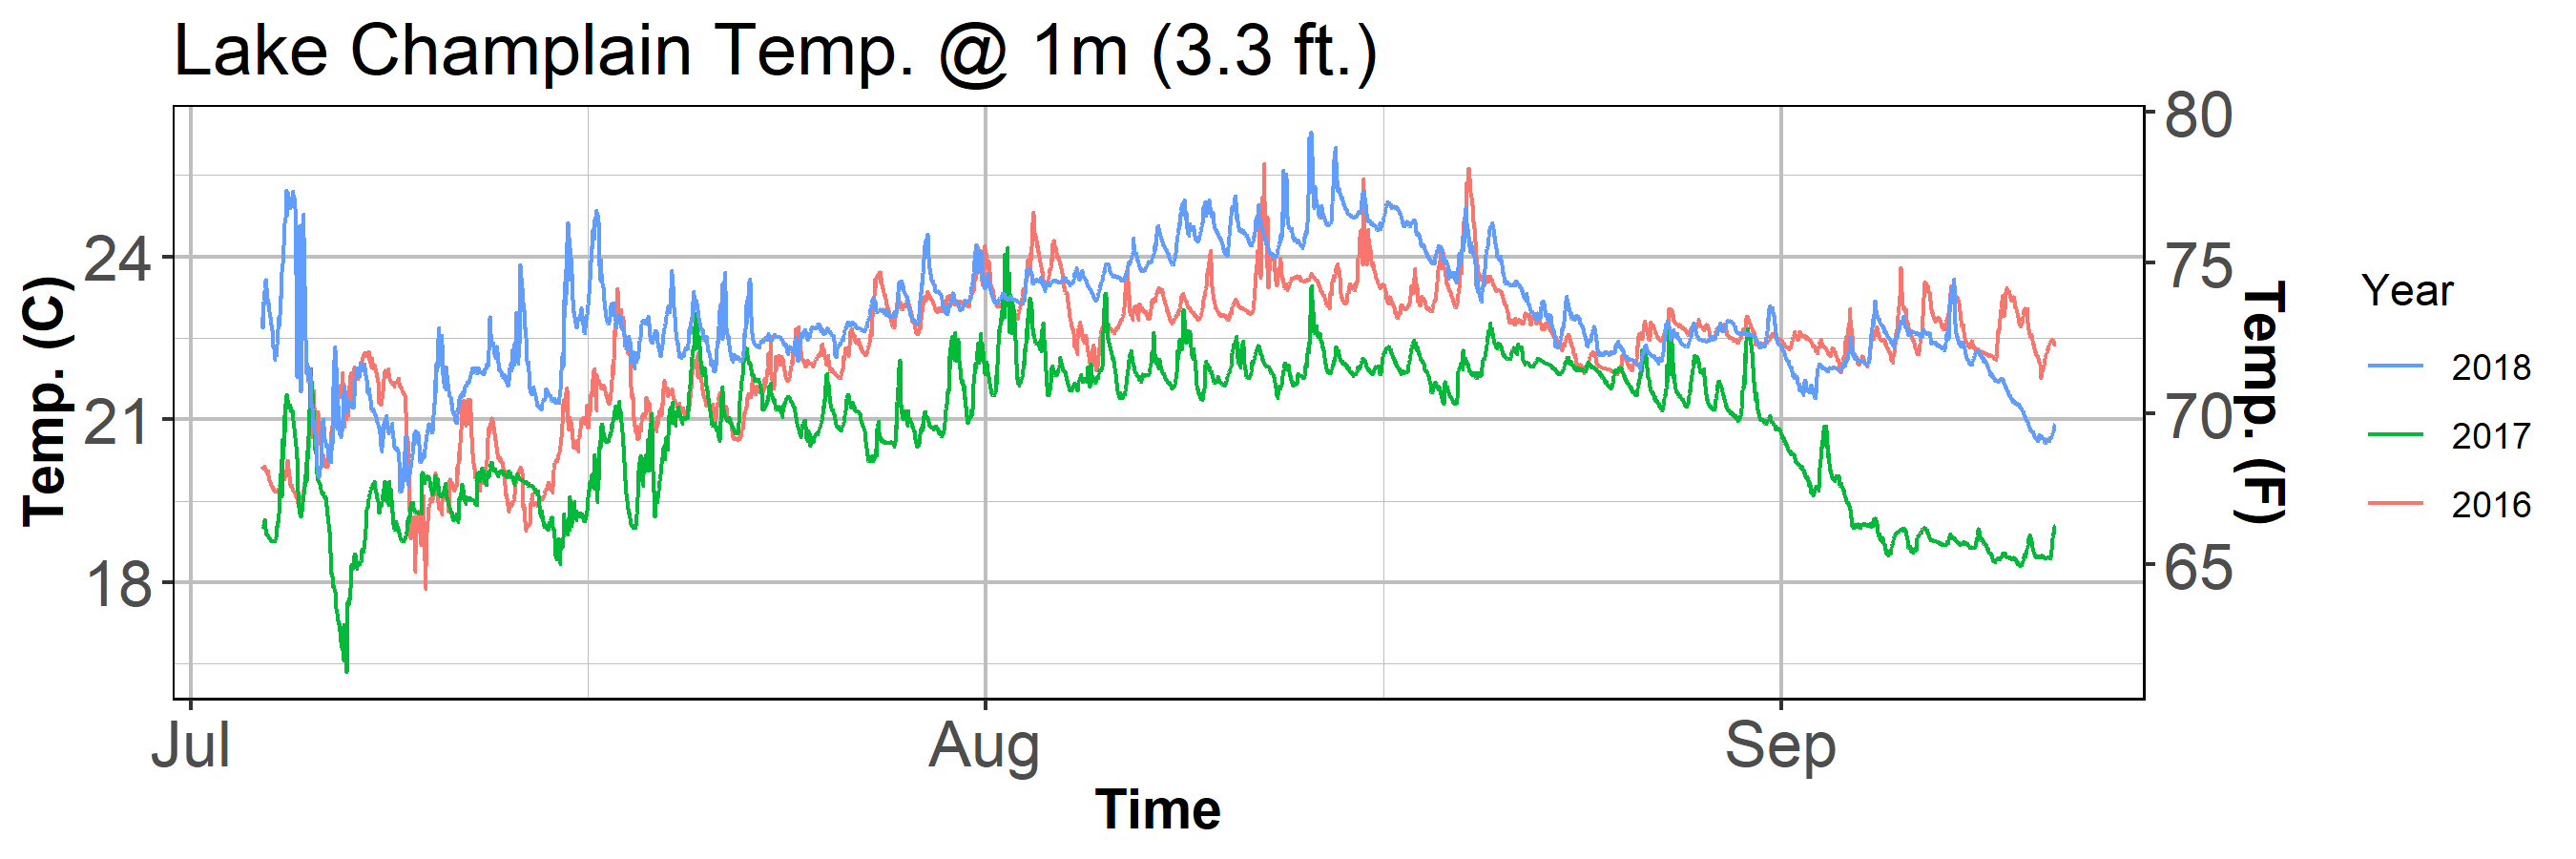 Lake Champlain Temp. @ 1m (3.3 ft.)
Temp. (C)
24
21
18
80
75
70
65
Temp. (F)
Jul
Aug
Sep
Time
Year
2018
2017
2016